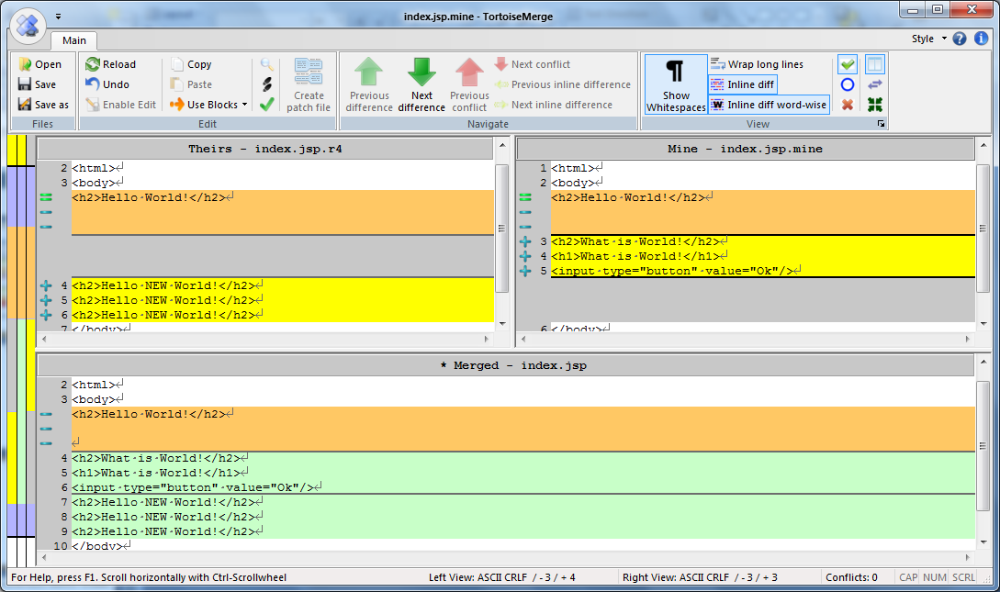 index.jsp.mine - TortoiseMerge
Main
Style
Open
Save
Save as
Files
Reload
Undo
Enable Edit
Copy
Paste
Use Blocks
Create patch file
Edit
Previous difference
Next difference
Previous conflict
Next conflict
Previous inline difference
Next inline difference
Navigate
Show Whitespaces
Wrap long lines
Inline diff
Inline diff word-wise
View
Theirs - index.jsp.r4
2 <html>↵
3 <body>↵
<h2>Hello·World!</h2>↵
4 <h2>Hello·NEW·World!</h2>↵
5 <h2>Hello·NEW·World!</h2>↵
6 <h2>Hello·NEW·World!</h2>↵
7 </body>↵
Mine - index.jsp.mine
1 <html>↵
2 <body>↵
<h2>Hello·World!</h2>↵
3 <h2>What·is·World!</h2>↵
4 <h1>What·is·World!</h1>↵
5 <input·type="button"·value="Ok"/>↵
6 </body>↵
* Merged - index.jsp
2 <html>↵
3 <body>↵
<h2>Hello·World!</h2>↵
↵
4 <h2>What·is·World!</h2>↵
5 <h1>What·is·World!</h1>↵
6 <input·type="button"·value="Ok"/>↵
7 <h2>Hello·NEW·World!</h2>↵
8 <h2>Hello·NEW·World!</h2>↵
9 <h2>Hello·NEW·World!</h2>↵
10 </body>↵
For Help, press F1. Scroll horizontally with Ctrl-Scrollwheel
Left View: ASCII CRLF / - 3 / + 4
Right View: ASCII CRLF / - 3 / + 3
Conflicts: 0
CAP NUM SCRL